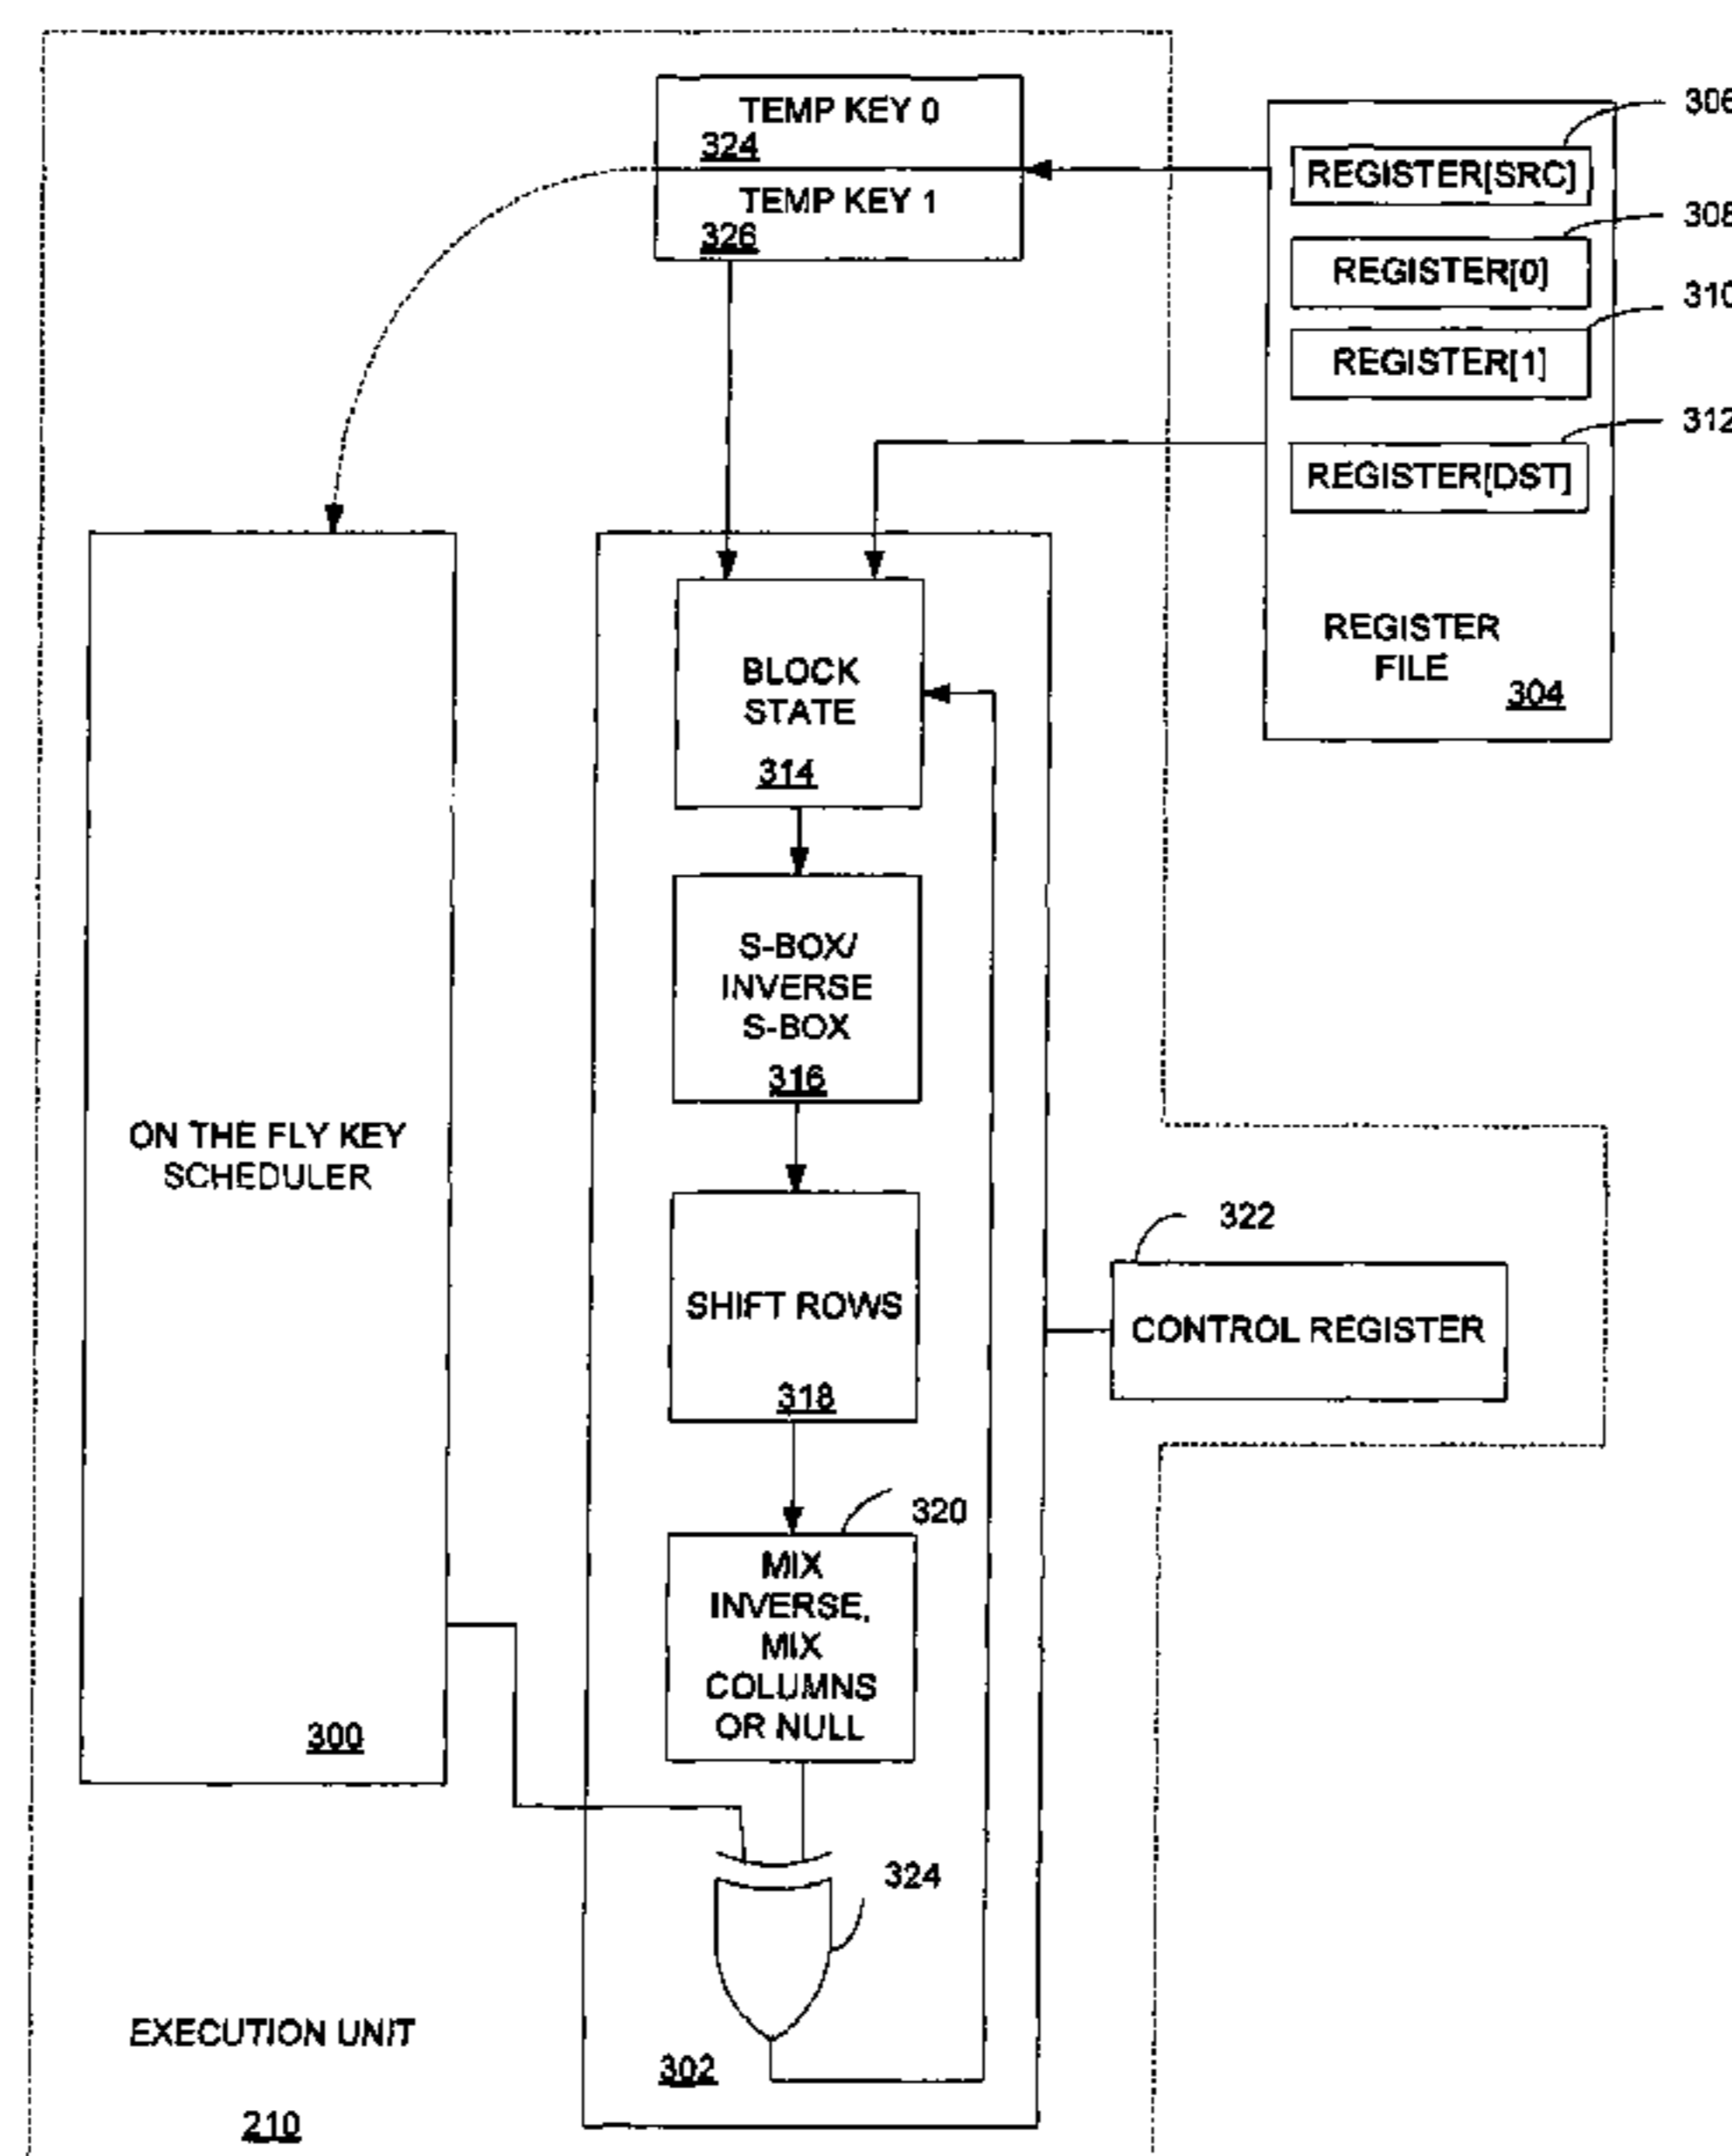 TEMP KEY 0
324
TEMP KEY 1
326
306
REGISTER[SRC]
308
REGISTER[0]
310
REGISTER[1]
312
REGISTER[DST]
REGISTER
FILE
304
BLOCK
STATE
314
S-BOX/
INVERSE
S-BOX
316
ON THE FLY KEY
SCHEDULER
300
SHIFT ROWS
318
322
CONTROL REGISTER
320
MIX
INVERSE,
MIX
COLUMNS
OR NULL
324
302
EXECUTION UNIT
210